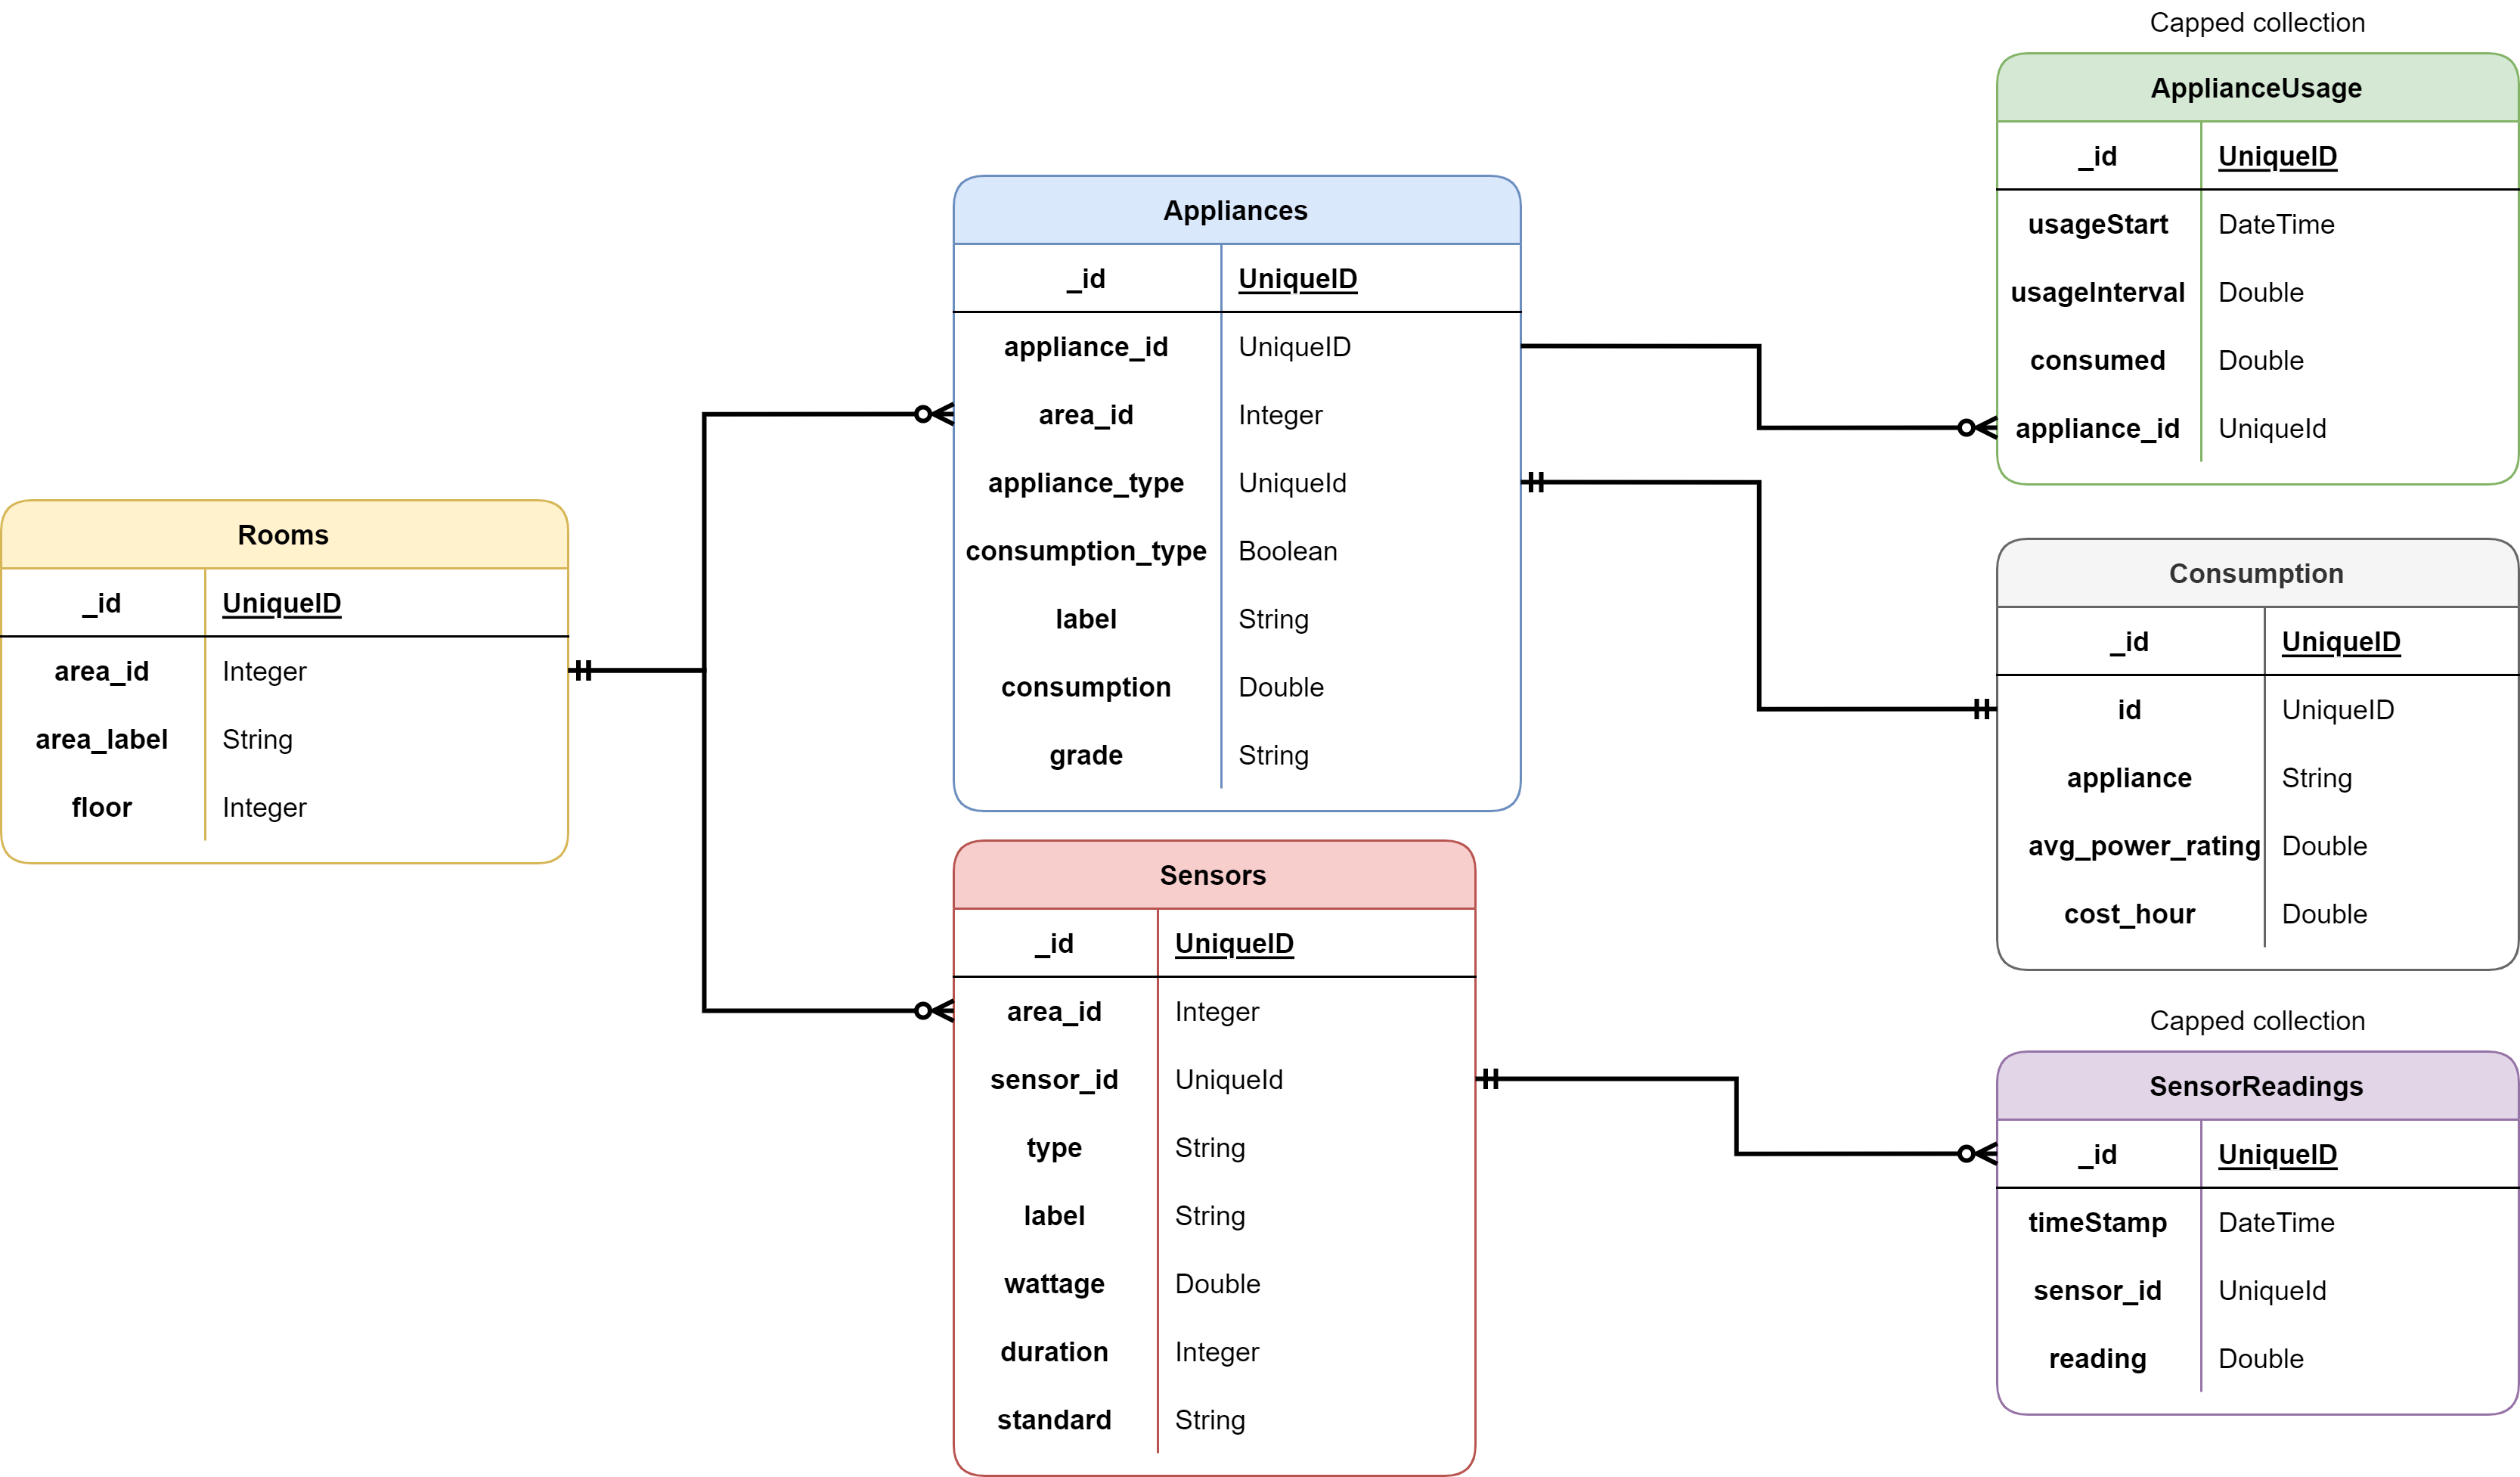 Rooms
_id UniqueID
area_id Integer
area_label String
floor Integer
Appliances
_id UniqueID
appliance_id UniqueID
area_id Integer
appliance_type UniqueId
consumption_type Boolean
label String
consumption Double
grade String
Sensors
_id UniqueID
area_id Integer
sensor_id UniqueId
type String
label String
wattage Double
duration Integer
standard String
Capped collection
ApplianceUsage
_id UniqueID
usageStart DateTime
usageInterval Double
consumed Double
appliance_id UniqueId
Consumption
_id UniqueID
id UniqueID
appliance String
avg_power_rating Double
cost_hour Double
Capped collection
SensorReadings
_id UniqueID
timeStamp DateTime
sensor_id UniqueId
reading Double